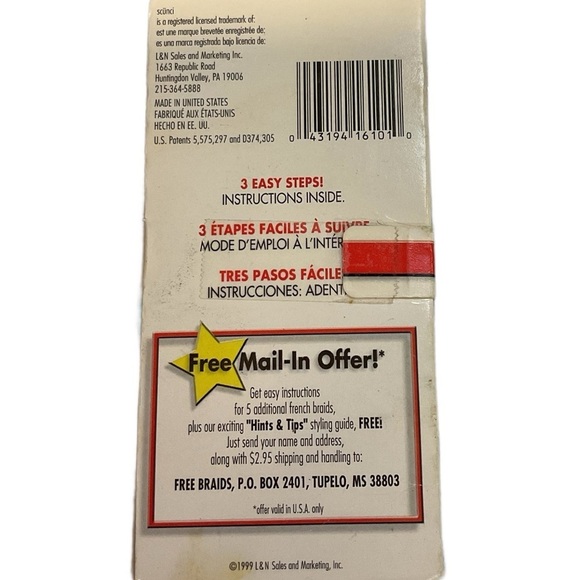 scünci
is a registered licensed trademark of:
est une marque brevetée enregistrée de:
es una marca registrada bajo licencia de:
L&N Sales and Marketing Inc.
1663 Republic Road
Huntingdon Valley, PA 19006
215-364-5888
MADE IN UNITED STATES
FABRIQUÉ AUX ÉTATS-UNIS
HECHO EN EE. UU.
U.S. Patents 5,575,297 and D374,305
0 43194 16101 0
3 EASY STEPS!
INSTRUCTIONS INSIDE.
3 ÉTAPES FACILES À SUIVRE
MODE D'EMPLOI À L'INTÉR
TRES PASOS FÁCILE
INSTRUCCIONES: ADENT
Free Mail-In Offer!*
Get easy instructions
for 5 additional french braids,
plus our exciting "Hints & Tips" styling guide, FREE!
Just send your name and address,
along with $2.95 shipping and handling to:
FREE BRAIDS, P.O. BOX 2401, TUPELO, MS 38803
*offer valid in U.S.A. only
©1999 L&N Sales and Marketing, Inc.